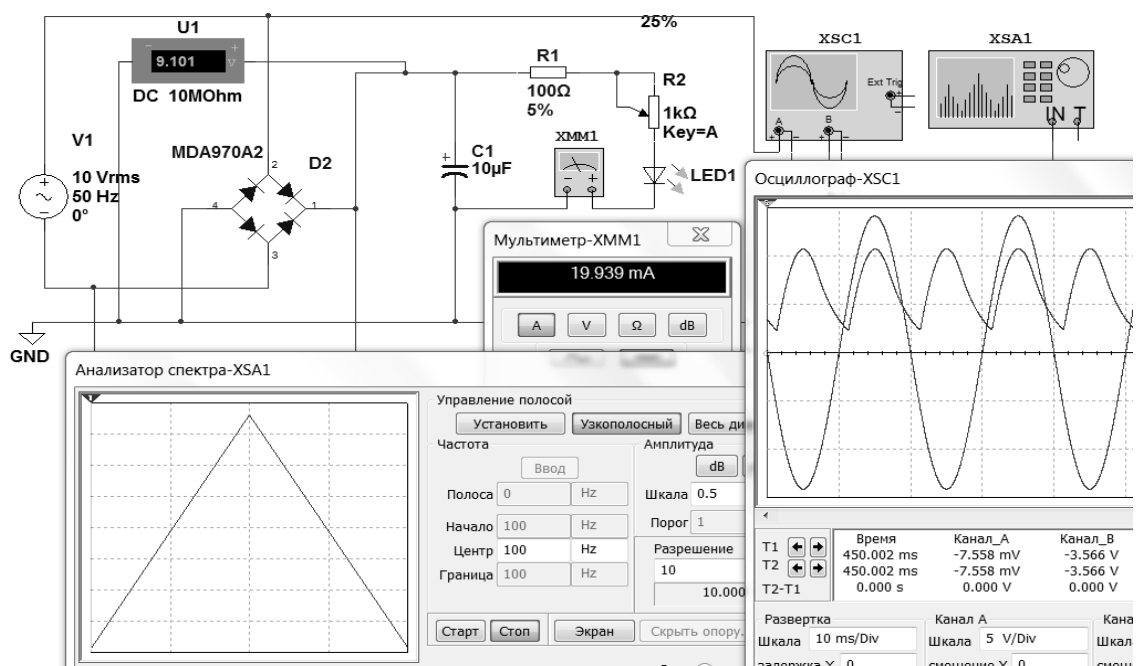 25%
U1
XSC1
XSA1
9.101
V
DC 10MOhm
R1
100Ω
5%
R2
1kΩ
Key=A
Ext Trig
A
B
IN T
V1
10 Vrms
50 Hz
0°
MDA970A2
D2
2
4
1
3
C1
10µF
XMM1
LED1
GND
Осциллограф-XSC1
Мультиметр-XMM1
19.939 mA
A V Ω dB
Анализатор спектра-XSA1
Управление полосой
Установить Узкополосный Весь ди
Частота
Амплитуда
Ввод
dB
Полоса 0 Hz
Шкала 0.5
Начало 100 Hz
Порог 1
Центр 100 Hz
Разрешение
Граница 100 Hz
10
10.000
Старт Стоп Экран Скрыть опору.
Время Канал_A Канал_B
T1 450.002 ms -7.558 mV -3.566 V
T2 450.002 ms -7.558 mV -3.566 V
T2-T1 0.000 s 0.000 V 0.000 V
Развертка Канал A Кана
Шкала 10 ms/Div Шкала 5 V/Div Шкал
задержка X 0 смещение Y 0